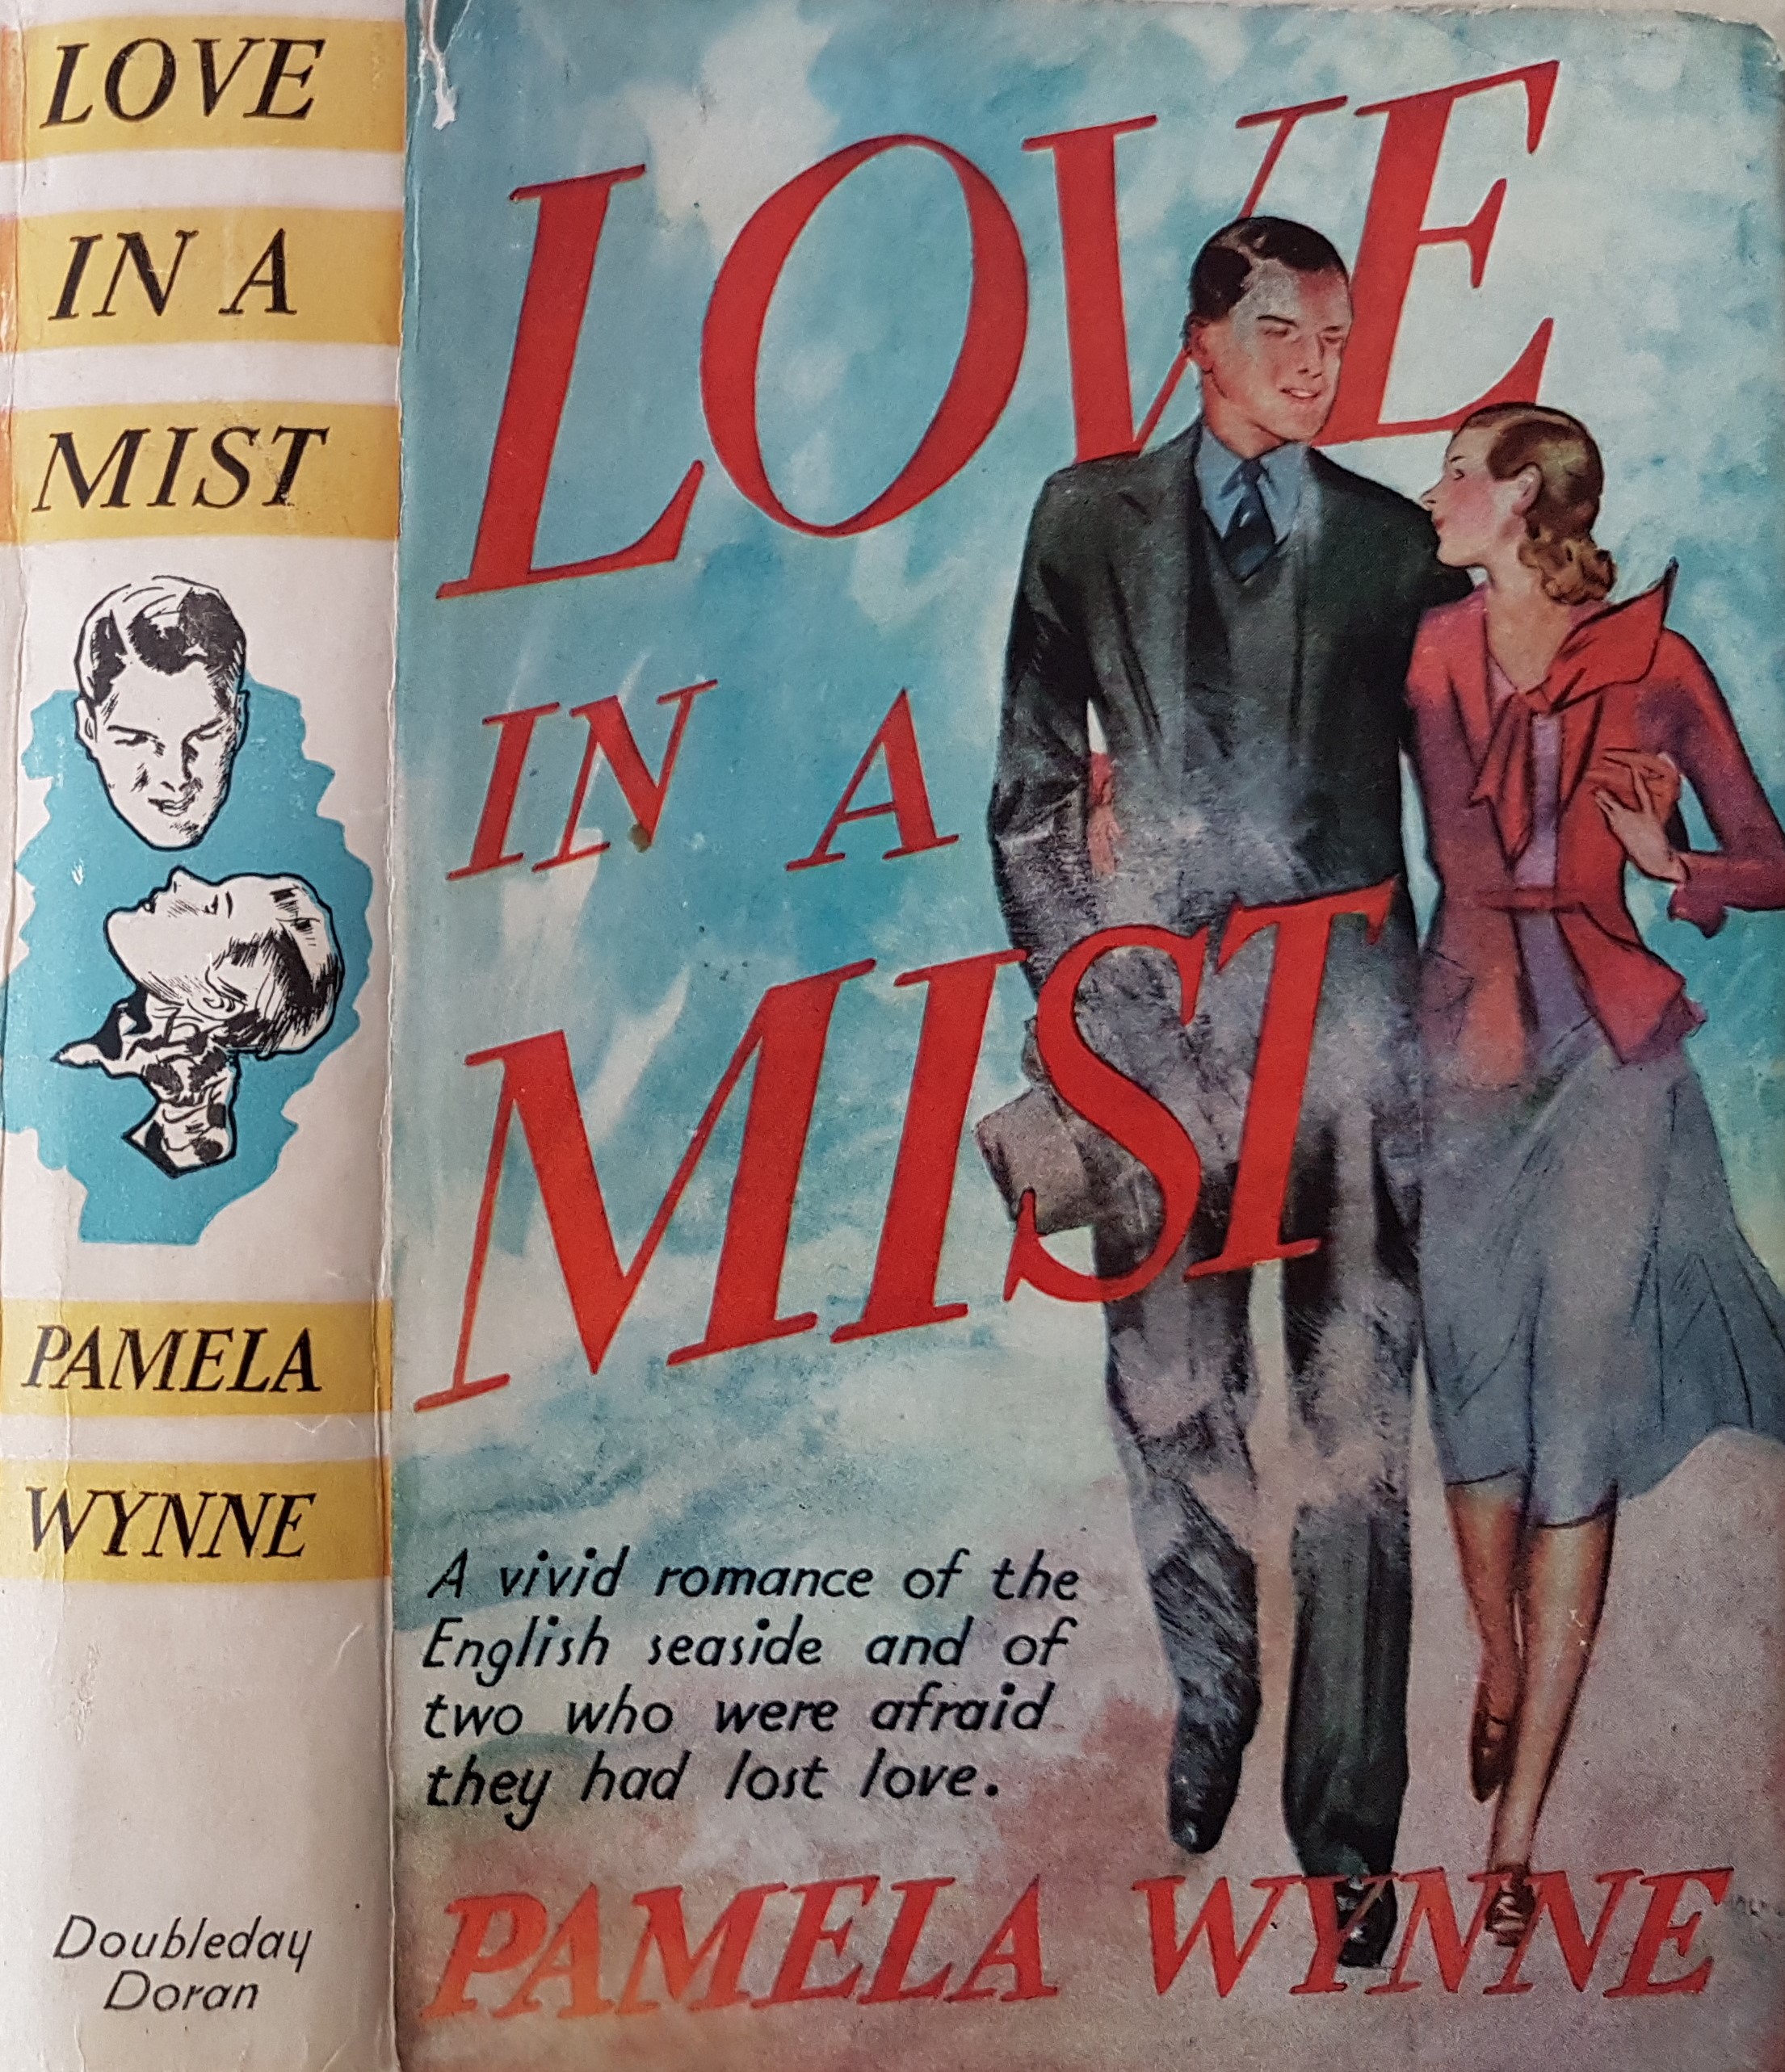 LOVE
IN A
MIST
PAMELA
WYNNE
Doubleday
Doran
LOVE
IN A
MIST
A vivid romance of the
English seaside and of
two who were afraid
they had lost love.
PAMELA WYNNE